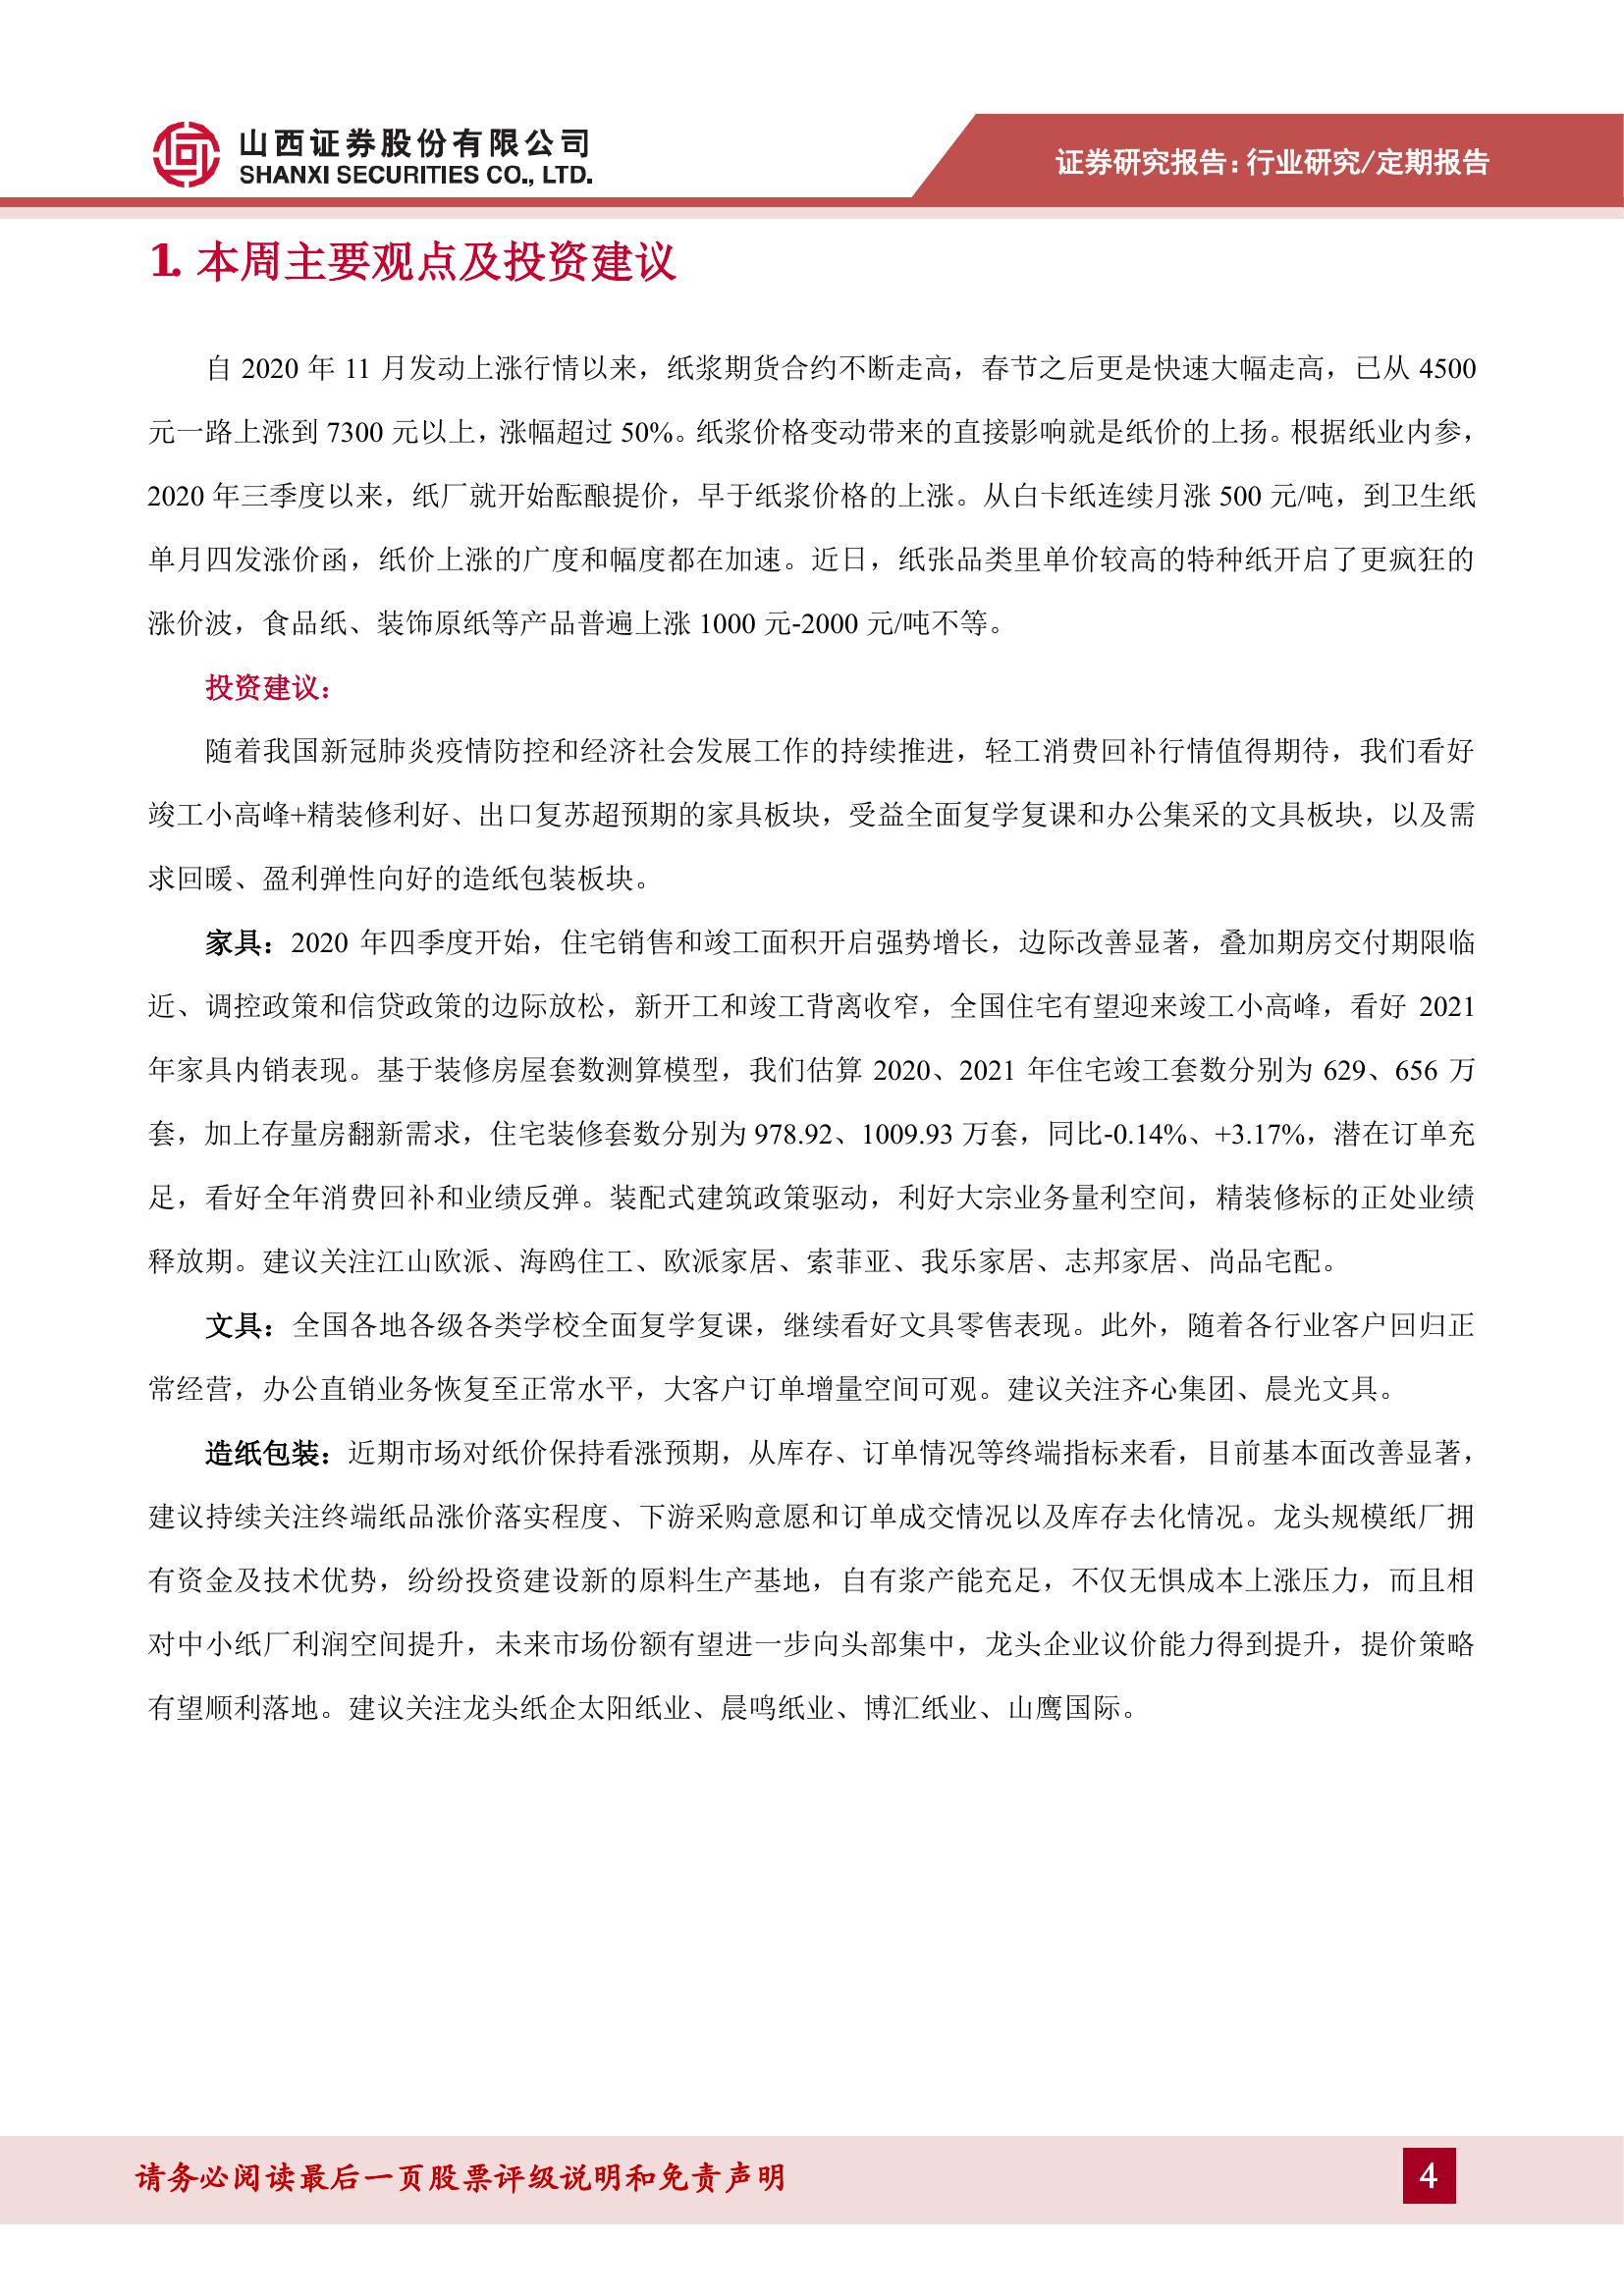 山西证券股份有限公司
SHANXI SECURITIES CO., LTD.
证券研究报告:行业研究/定期报告
1. 本周主要观点及投资建议
自 2020 年 11 月发动上涨行情以来，纸浆期货合约不断走高，春节之后更是快速大幅走高，已从 4500
元一路上涨到 7300 元以上，涨幅超过 50%。纸浆价格变动带来的直接影响就是纸价的上扬。根据纸业内参，
2020 年三季度以来，纸厂就开始酝酿提价，早于纸浆价格的上涨。从白卡纸连续月涨 500 元/吨，到卫生纸
单月四发涨价函，纸价上涨的广度和幅度都在加速。近日，纸张品类里单价较高的特种纸开启了更疯狂的
涨价波，食品纸、装饰原纸等产品普遍上涨 1000 元-2000 元/吨不等。
投资建议：
随着我国新冠肺炎疫情防控和经济社会发展工作的持续推进，轻工消费回补行情值得期待，我们看好
竣工小高峰+精装修利好、出口复苏超预期的家具板块，受益全面复学复课和办公集采的文具板块，以及需
求回暖、盈利弹性向好的造纸包装板块。
家具：2020 年四季度开始，住宅销售和竣工面积开启强势增长，边际改善显著，叠加期房交付期限临
近、调控政策和信贷政策的边际放松，新开工和竣工背离收窄，全国住宅有望迎来竣工小高峰，看好 2021
年家具内销表现。基于装修房屋套数测算模型，我们估算 2020、2021 年住宅竣工套数分别为 629、656 万
套，加上存量房翻新需求，住宅装修套数分别为 978.92、1009.93 万套，同比-0.14%、+3.17%，潜在订单充
足，看好全年消费回补和业绩反弹。装配式建筑政策驱动，利好大宗业务量利空间，精装修标的正处业绩
释放期。建议关注江山欧派、海鸥住工、欧派家居、索菲亚、我乐家居、志邦家居、尚品宅配。
文具：全国各地各级各类学校全面复学复课，继续看好文具零售表现。此外，随着各行业客户回归正
常经营，办公直销业务恢复至正常水平，大客户订单增量空间可观。建议关注齐心集团、晨光文具。
造纸包装：近期市场对纸价保持看涨预期，从库存、订单情况等终端指标来看，目前基本面改善显著，
建议持续关注终端纸品涨价落实程度、下游采购意愿和订单成交情况以及库存去化情况。龙头规模纸厂拥
有资金及技术优势，纷纷投资建设新的原料生产基地，自有浆产能充足，不仅无惧成本上涨压力，而且相
对中小纸厂利润空间提升，未来市场份额有望进一步向头部集中，龙头企业议价能力得到提升，提价策略
有望顺利落地。建议关注龙头纸企太阳纸业、晨鸣纸业、博汇纸业、山鹰国际。
请务必阅读最后一页股票评级说明和免责声明
4